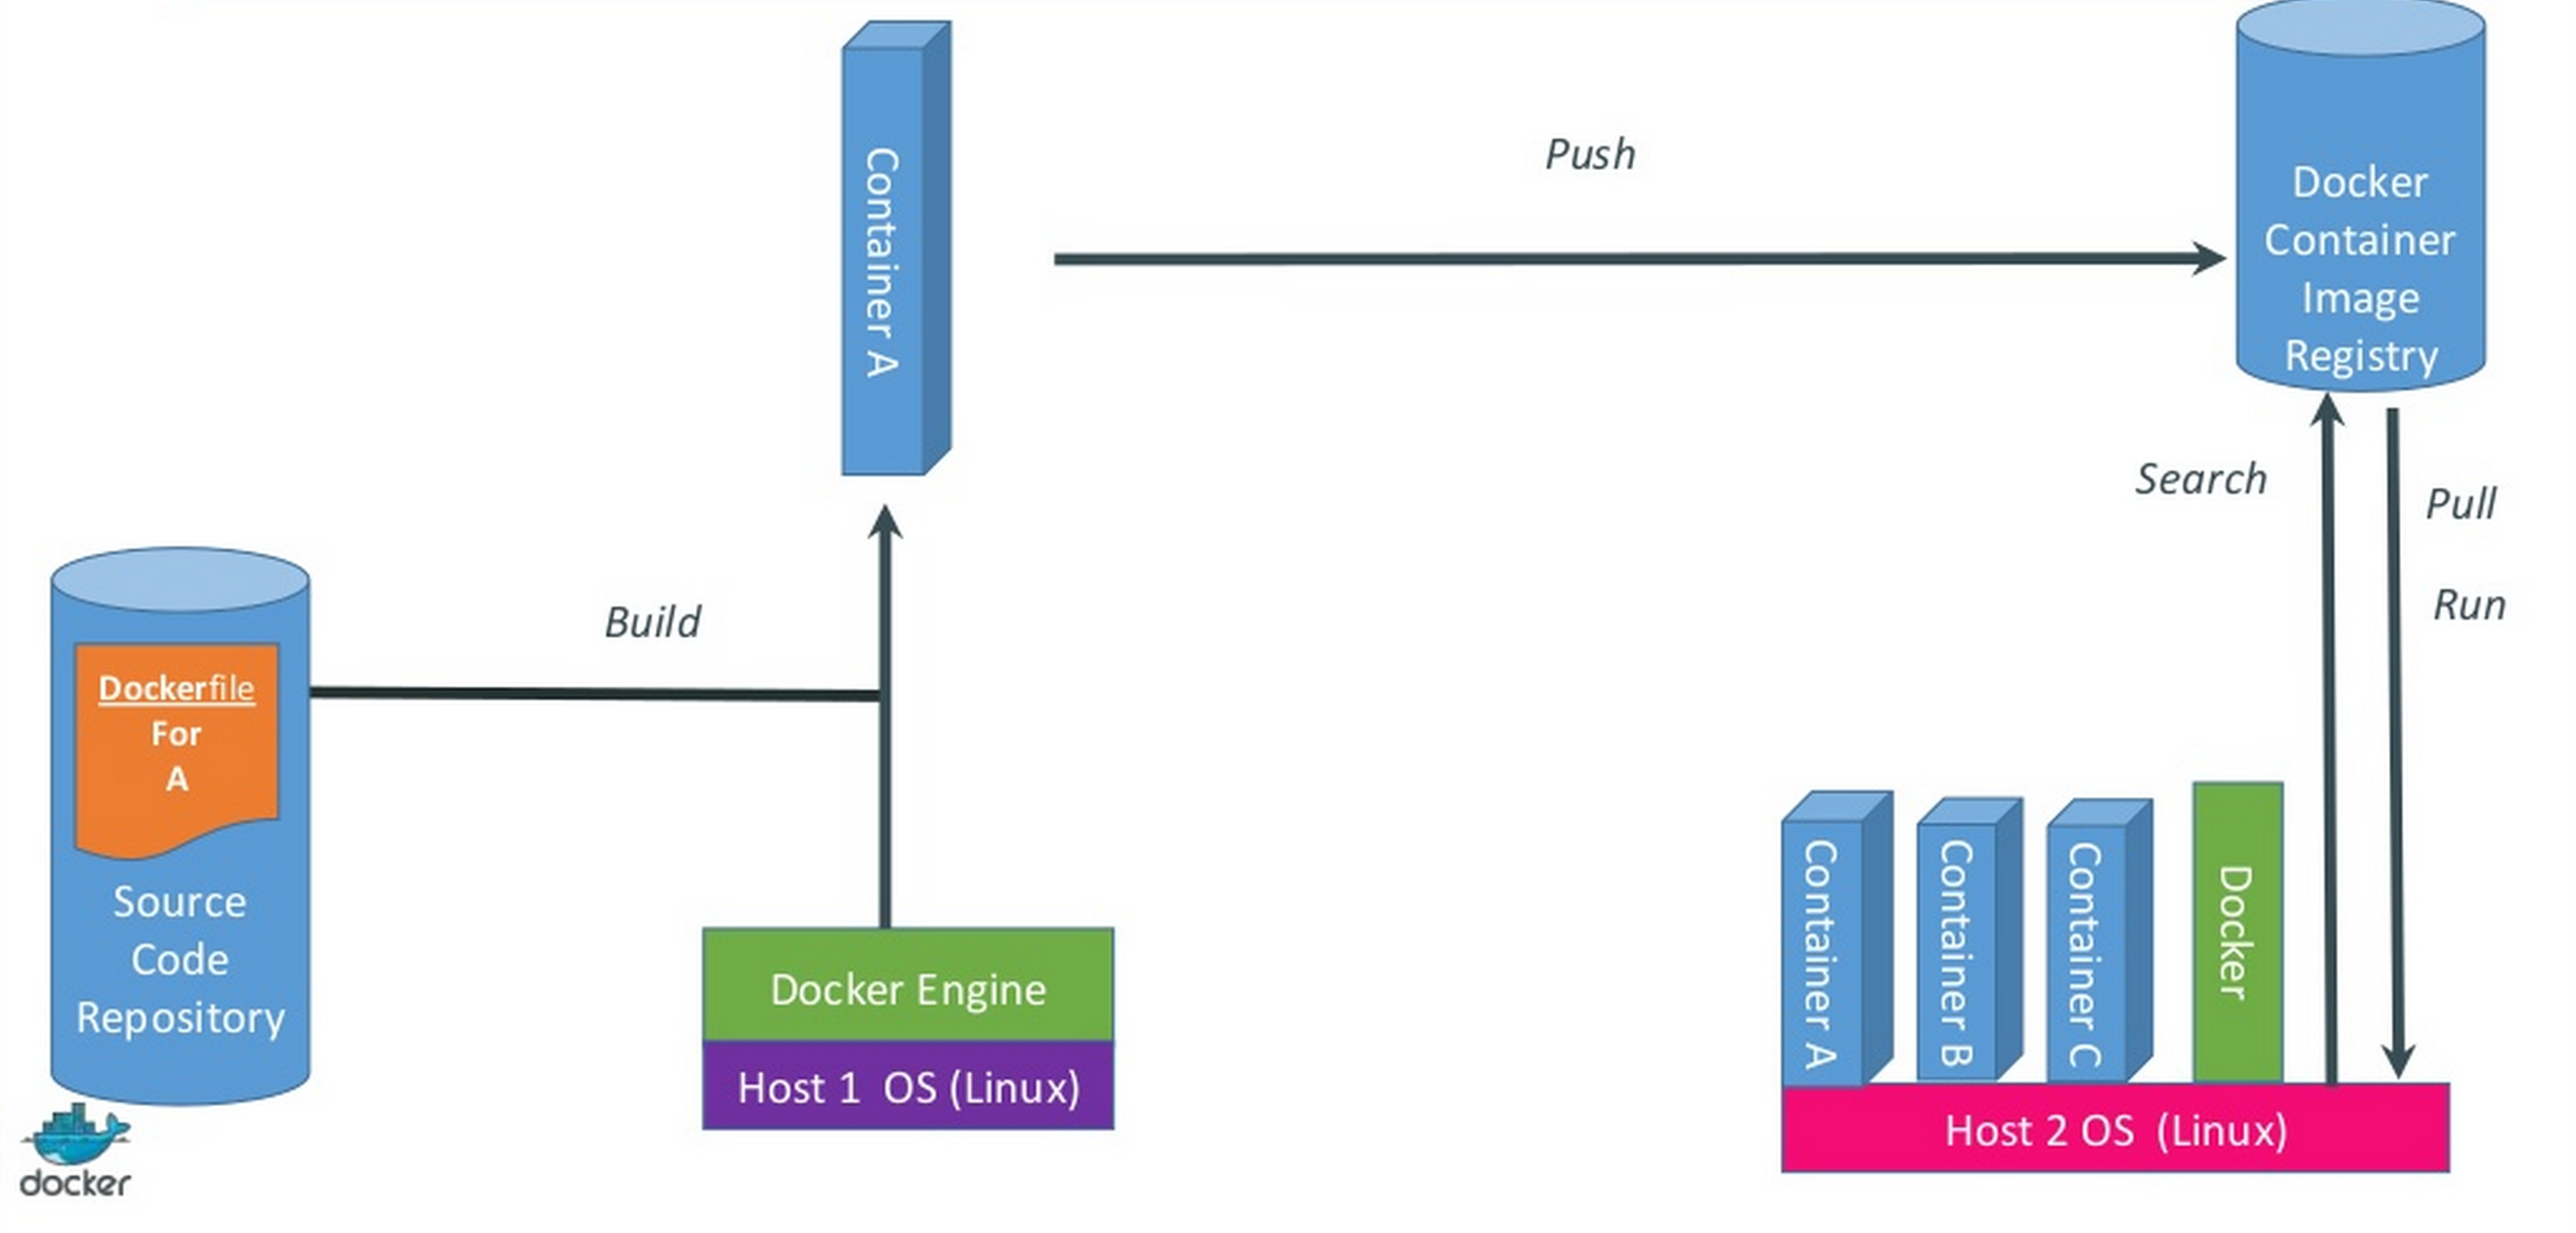 Container A
Push
Docker
Container
Image
Registry
Search
Pull
Run
Build
Dockerfile
For
A
Source
Code
Repository
Docker Engine
Host 1  OS (Linux)
Container A
Container B
Container C
Docker
Host 2 OS  (Linux)
docker